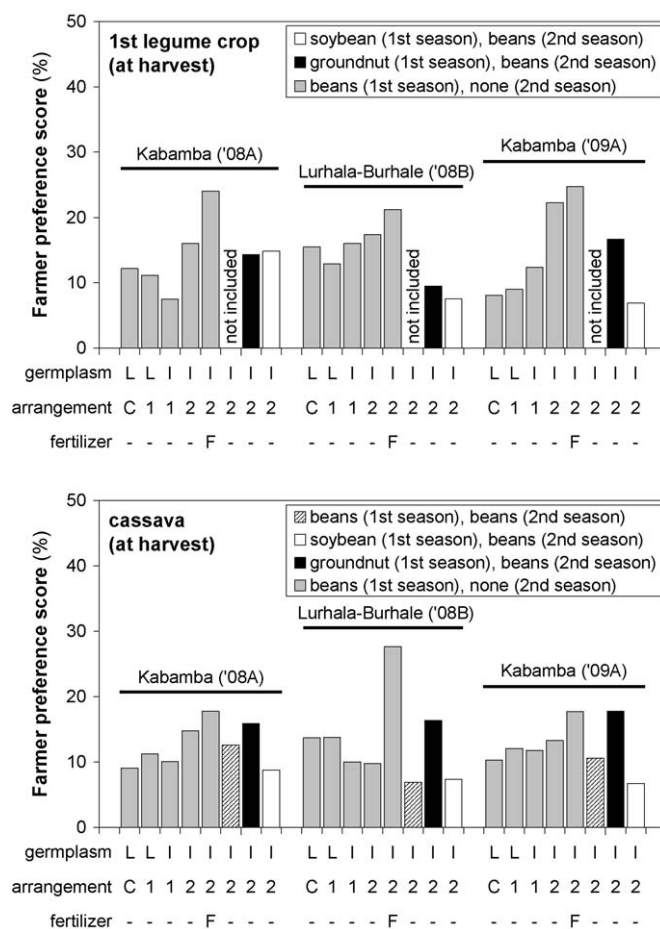 50
40
30
20
10
0
Farmer preference score (%)
1st legume crop
(at harvest)
soybean (1st season), beans (2nd season)
groundnut (1st season), beans (2nd season)
beans (1st season), none (2nd season)
Kabamba ('08A)
Lurhala-Burhale ('08B)
Kabamba ('09A)
not included
not included
not included
germplasm L L I I I I I I L L I I I I I I L L I I I I I I
arrangement C 1 1 2 2 2 2 2 C 1 1 2 2 2 2 2 C 1 1 2 2 2 2 2
fertilizer - - - - F - - - - - - - F - - - - - - - F - - -
50
40
30
20
10
0
Farmer preference score (%)
cassava
(at harvest)
beans (1st season), beans (2nd season)
soybean (1st season), beans (2nd season)
groundnut (1st season), beans (2nd season)
beans (1st season), none (2nd season)
Lurhala-Burhale ('08B)
Kabamba ('08A)
Kabamba ('09A)
germplasm L L I I I I I I L L I I I I I I L L I I I I I I
arrangement C 1 1 2 2 2 2 2 C 1 1 2 2 2 2 2 C 1 1 2 2 2 2 2
fertilizer - - - - F - - - - - - - F - - - - - - - F - - -